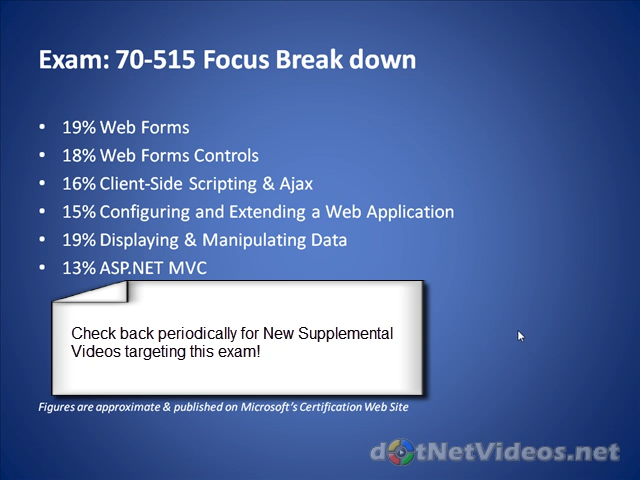 Exam: 70-515 Focus Break down
• 19% Web Forms
• 18% Web Forms Controls
• 16% Client-Side Scripting & Ajax
• 15% Configuring and Extending a Web Application
• 19% Displaying & Manipulating Data
• 13% ASP.NET MVC
Check back periodically for New Supplemental
Videos targeting this exam!
Figures are approximate & published on Microsoft's Certification Web Site
dotNetVideos.net